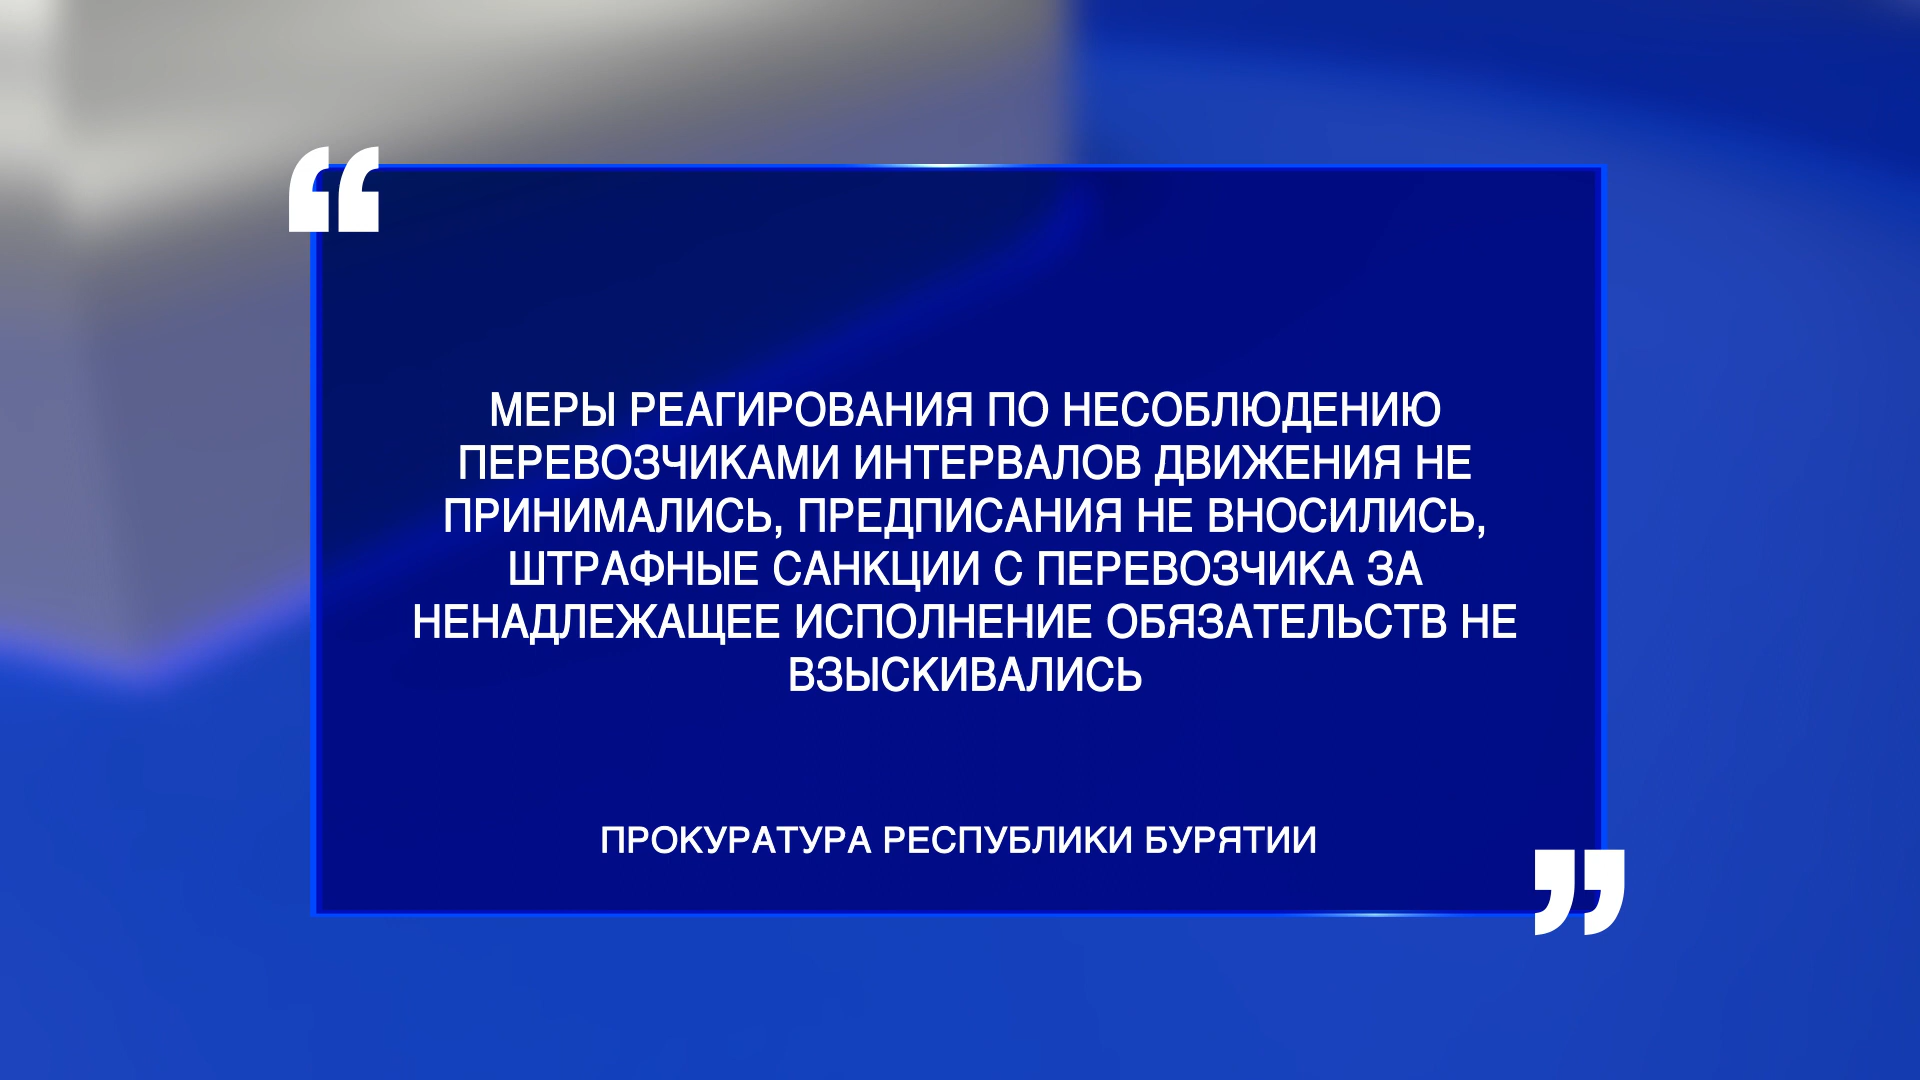 МЕРЫ РЕАГИРОВАНИЯ ПО НЕСОБЛЮДЕНИЮ
ПЕРЕВОЗЧИКАМИ ИНТЕРВАЛОВ ДВИЖЕНИЯ НЕ
ПРИНИМАЛИСЬ, ПРЕДПИСАНИЯ НЕ ВНОСИЛИСЬ,
ШТРАФНЫЕ САНКЦИИ С ПЕРЕВОЗЧИКА ЗА
НЕНАДЛЕЖАЩЕЕ ИСПОЛНЕНИЕ ОБЯЗАТЕЛЬСТВ НЕ
ВЗЫСКИВАЛИСЬ
ПРОКУРАТУРА РЕСПУБЛИКИ БУРЯТИИ